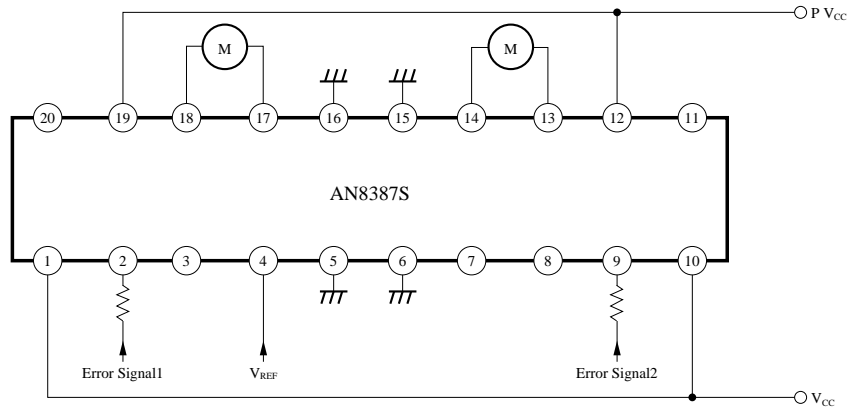 P VCC
M M
20 19 18 17 16 15 14 13 12 11
AN8387S
1 2 3 4 5 6 7 8 9 10
Error Signal1 VREF Error Signal2
VCC